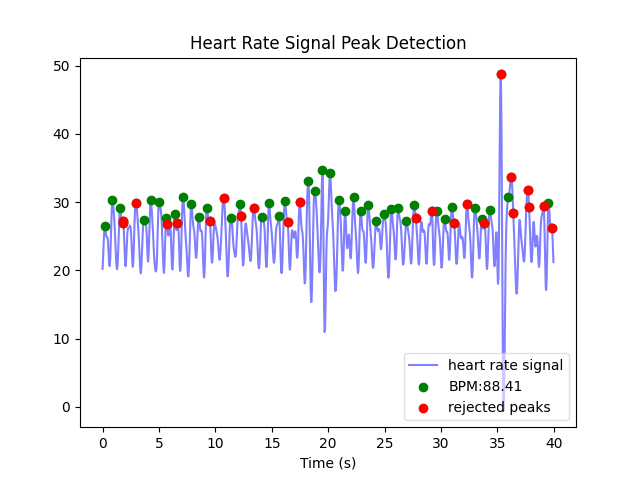 Heart Rate Signal Peak Detection
50
40
30
20
10
0
heart rate signal
BPM:88.41
rejected peaks
0 5 10 15 20 25 30 35 40
Time (s)